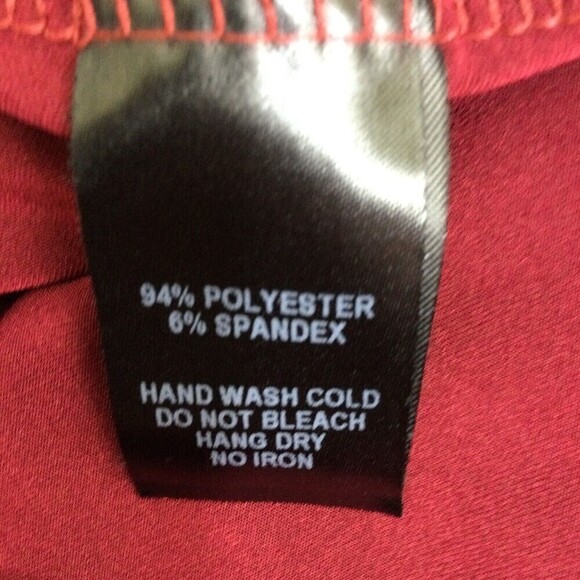 94% POLYESTER
6% SPANDEX
HAND WASH COLD
DO NOT BLEACH
HANG DRY
NO IRON